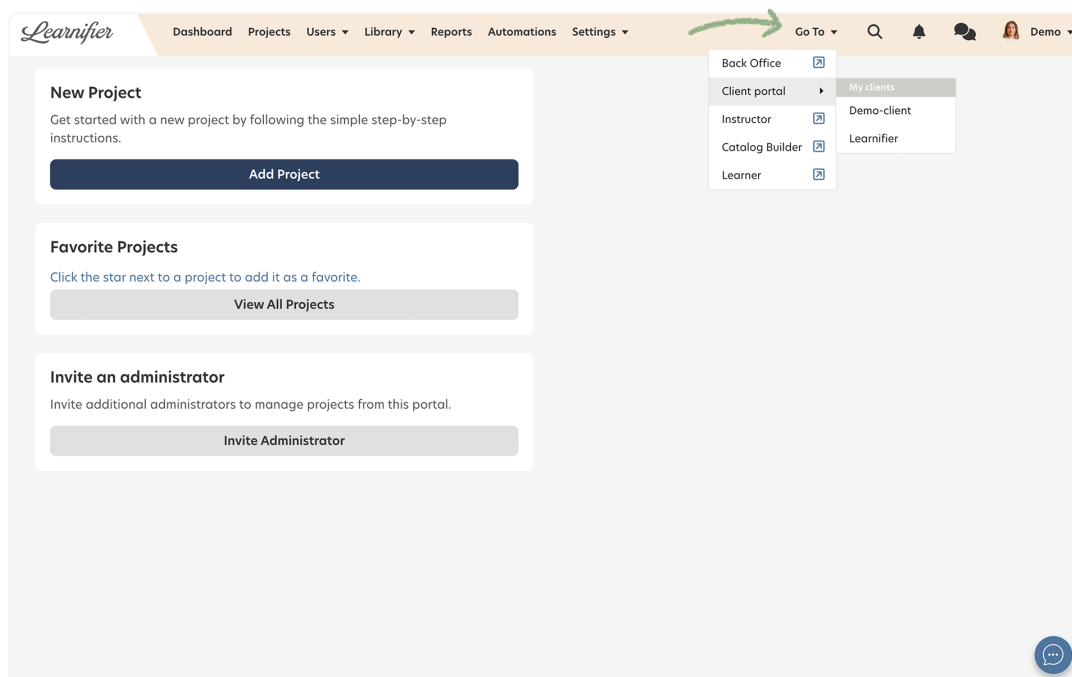 Learnifier
Dashboard Projects Users Library Reports Automations Settings Go To Demo
Back Office
Client portal
Instructor
Catalog Builder
Learner
My clients
Demo-client
Learnifier
New Project
Get started with a new project by following the simple step-by-step
instructions.
Add Project
Favorite Projects
Click the star next to a project to add it as a favorite.
View All Projects
Invite an administrator
Invite additional administrators to manage projects from this portal.
Invite Administrator